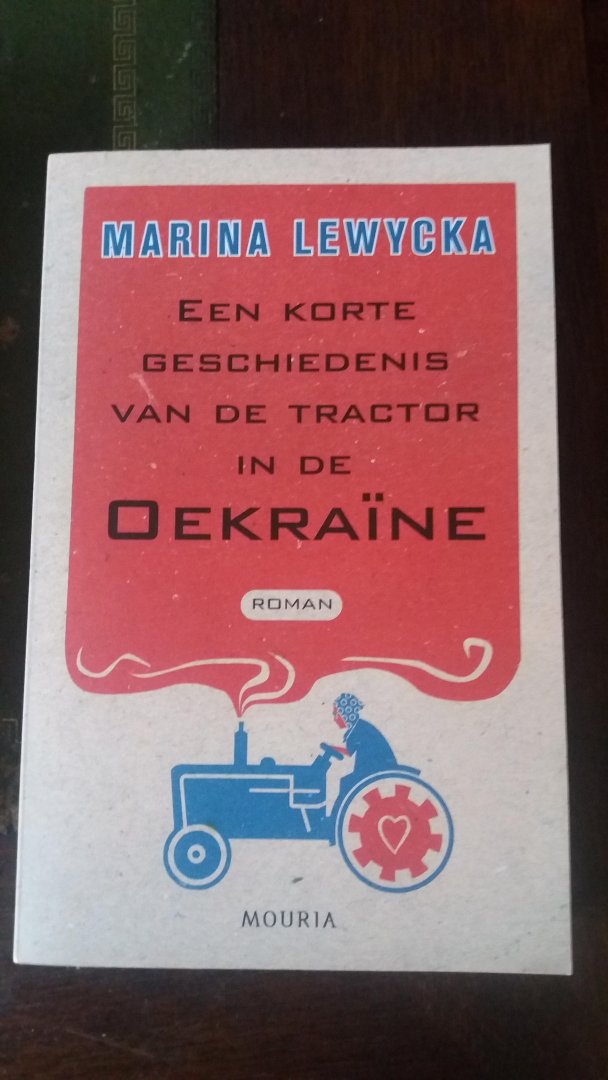 MARINA LEWYCKA
EEN KORTE
GESCHIEDENIS
VAN DE TRACTOR
IN DE
OEKRAÏNE
ROMAN
MOURIA